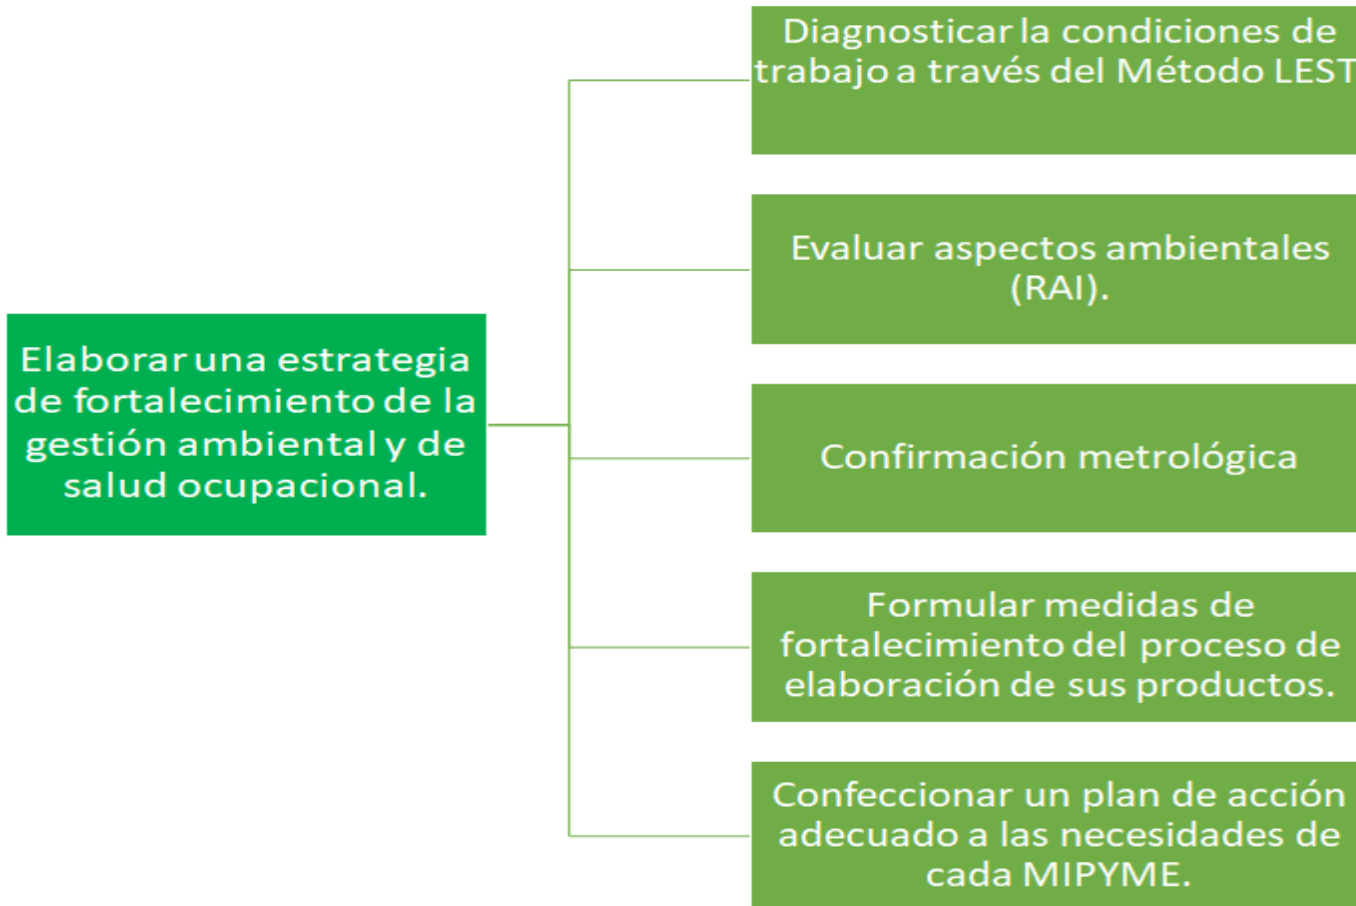 Elaborar una estrategia
de fortalecimiento de la
gestión ambiental y de
salud ocupacional.
Diagnosticar la condiciones de
trabajo a través del Método LEST
Evaluar aspectos ambientales
(RAI).
Confirmación metrológica
Formular medidas de
fortalecimiento del proceso de
elaboración de sus productos.
Confeccionar un plan de acción
adecuado a las necesidades de
cada MIPYME.